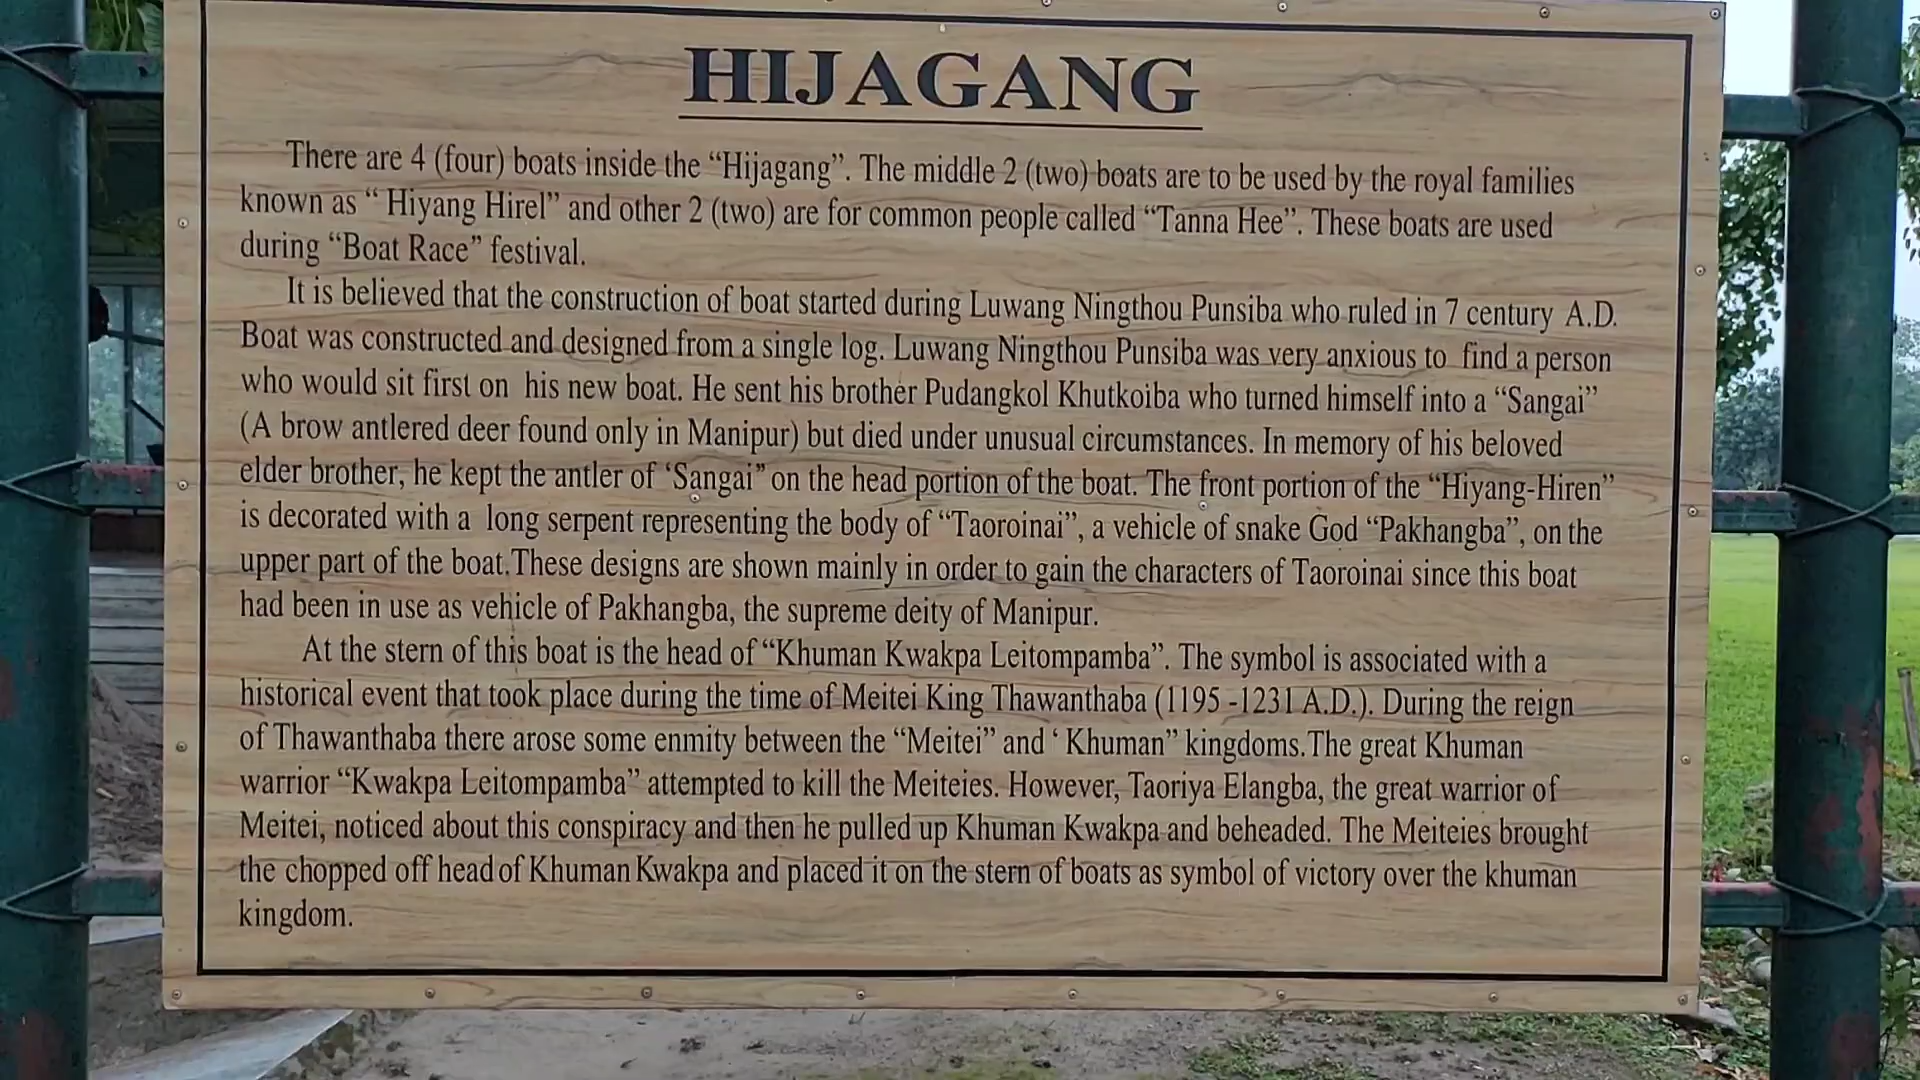 HIJAGANG
There are 4 (four) boats inside the “Hijagang”. The middle 2 (two) boats are to be used by the royal families
known as “ Hiyang Hirel” and other 2 (two) are for common people called “Tanna Hee”. These boats are used
during “Boat Race” festival.
It is believed that the construction of boat started during Luwang Ningthou Punsiba who ruled in 7 century A.D.
Boat was constructed and designed from a single log. Luwang Ningthou Punsiba was very anxious to find a person
who would sit first on his new boat. He sent his brother Pudangkol Khutkoiba who turned himself into a “Sangai”
(A brow antlered deer found only in Manipur) but died under unusual circumstances. In memory of his beloved
elder brother, he kept the antler of ‘Sangai” on the head portion of the boat. The front portion of the “Hiyang-Hiren”
is decorated with a long serpent representing the body of “Taoroinai”, a vehicle of snake God “Pakhangba”, on the
upper part of the boat.These designs are shown mainly in order to gain the characters of Taoroinai since this boat
had been in use as vehicle of Pakhangba, the supreme deity of Manipur.
At the stern of this boat is the head of “Khuman Kwakpa Leitompamba”. The symbol is associated with a
historical event that took place during the time of Meitei King Thawanthaba (1195 -1231 A.D.). During the reign
of Thawanthaba there arose some enmity between the “Meitei” and ‘ Khuman” kingdoms.The great Khuman
warrior “Kwakpa Leitompamba” attempted to kill the Meiteies. However, Taoriya Elangba, the great warrior of
Meitei, noticed about this conspiracy and then he pulled up Khuman Kwakpa and beheaded. The Meiteies brought
the chopped off head of Khuman Kwakpa and placed it on the stern of boats as symbol of victory over the khuman
kingdom.